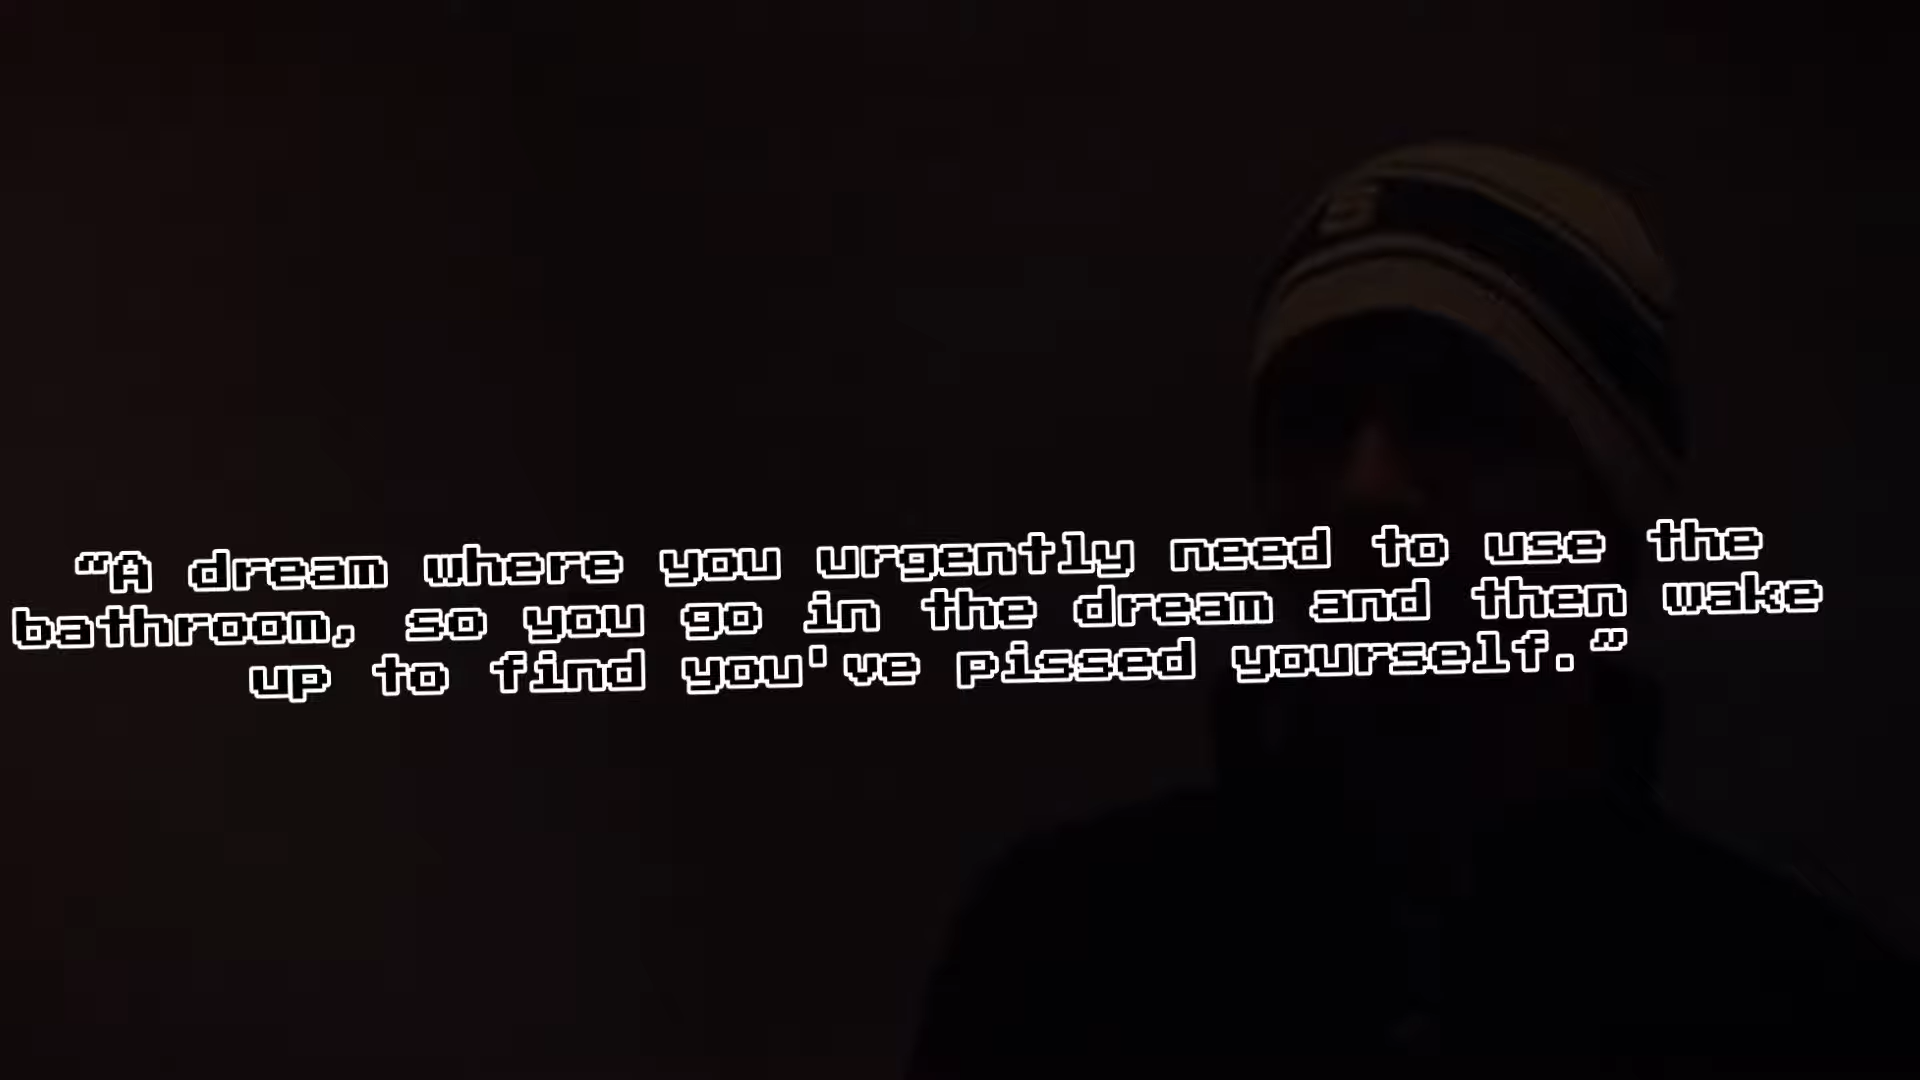 “A dream where you urgently need to use the
bathroom, so you go in the dream and then wake
up to find you've pissed yourself.”